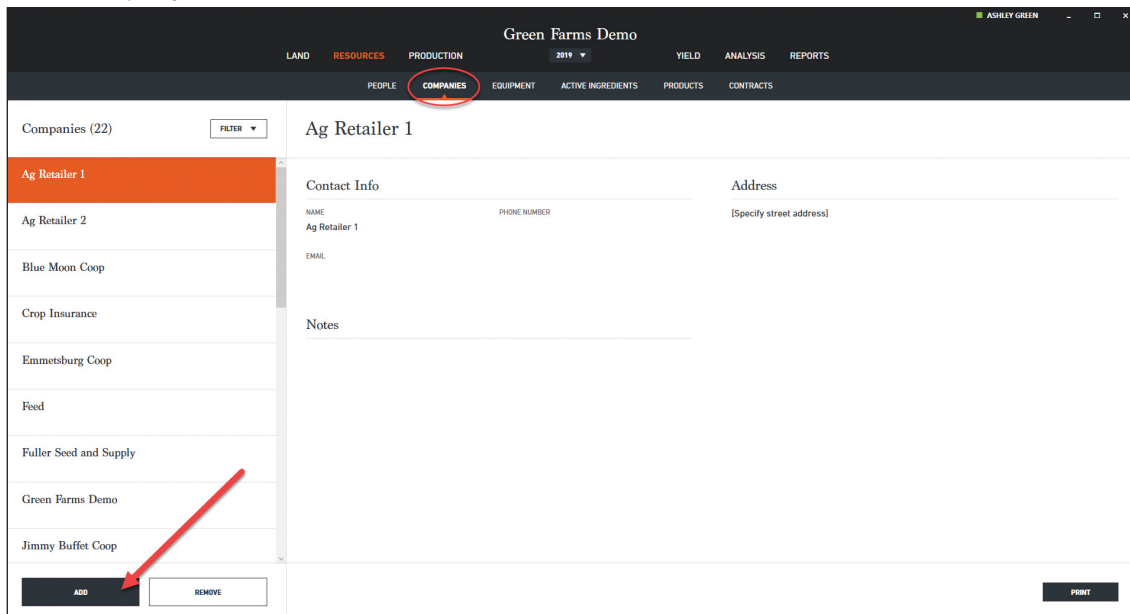 ASHLEY GREEN
Green Farms Demo
LAND RESOURCES PRODUCTION 2019 YIELD ANALYSIS REPORTS
PEOPLE COMPANIES EQUIPMENT ACTIVE INGREDIENTS PRODUCTS CONTRACTS
Companies (22) FILTER
Ag Retailer 1
Ag Retailer 1
Ag Retailer 2
Blue Moon Coop
Crop Insurance
Emmetsburg Coop
Feed
Fuller Seed and Supply
Green Farms Demo
Jimmy Buffet Coop
ADD REMOVE
Contact Info
NAME PHONE NUMBER
Ag Retailer 1
EMAIL
Notes
Address
[Specify street address]
PRINT